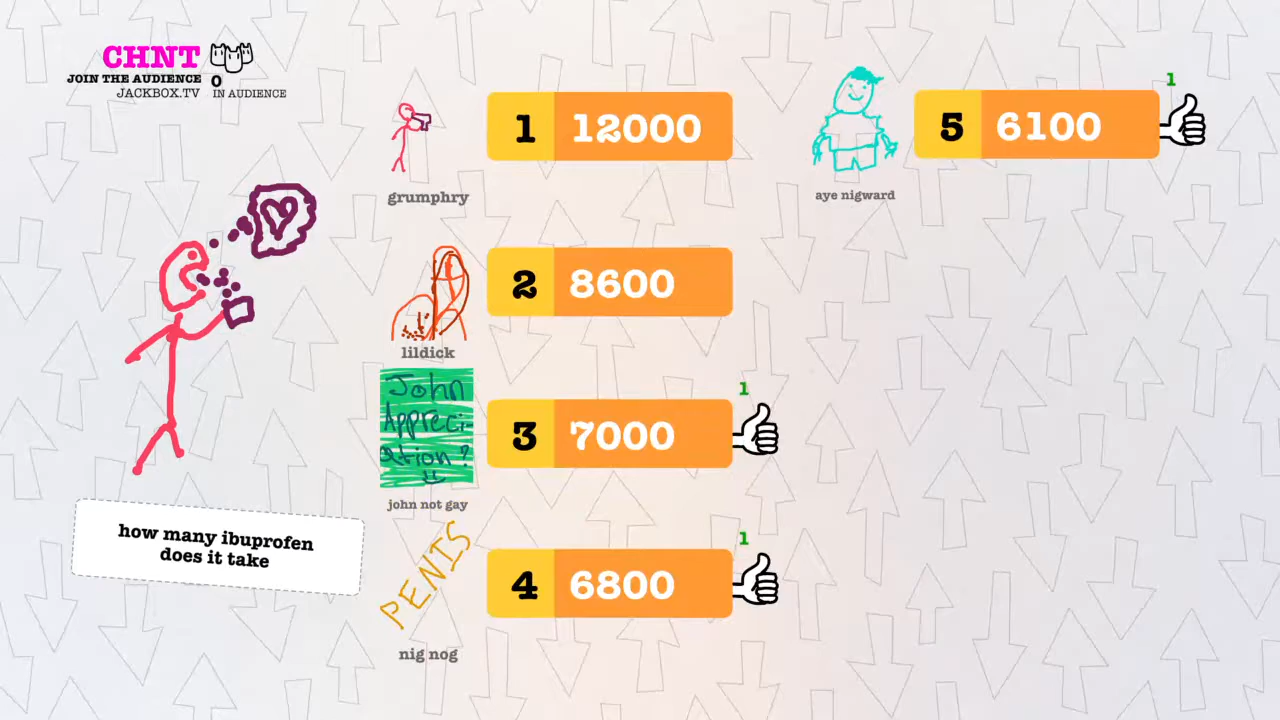 CHNT
JOIN THE AUDIENCE
JACKBOX.TV
0
IN AUDIENCE
how many ibuprofen
does it take
1 12000
grumphry
2 8600
lildick
John
Appreci-
ation?
3 7000
1
john not gay
PENIS
4 6800
1
nig nog
5 6100
1
aye nigward